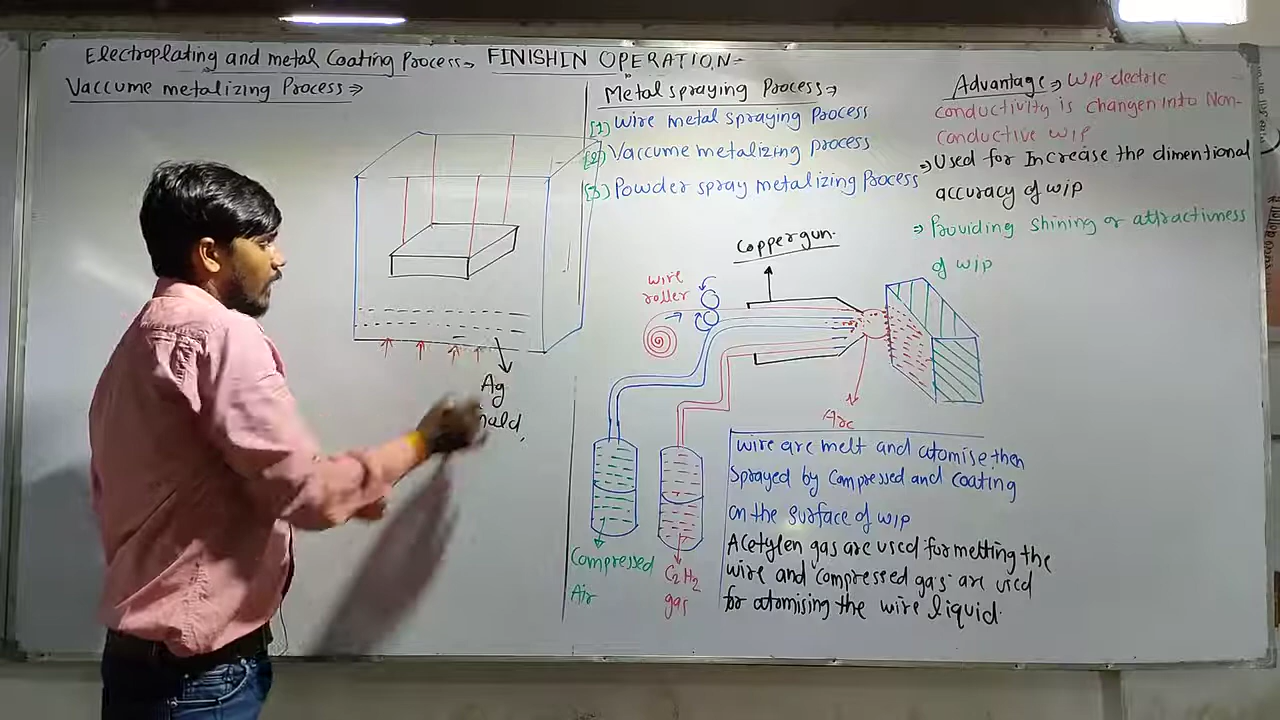 Electroplating and metal Coating Process⇒ FINISHIN OPERATION-
Vaccume metalizing Process ⇒
Ag
Metal spraying Process⇒
[1] Wire metal spraying Process
[2] Vaccume metalizing process
[3] Powder spray metalizing Process
Advantage ⇒ W/P electric
conductivity is changen into Non-
conductive w/p
⇒ Used for Increase the dimentional
accuracy of w/p
⇒ Providing shining or attractivness
of w/p
Copper gun.
wire
roller
Arc
Compressed
Air
C2H2
gas
wire are melt and atomise then
sprayed by compressed and coating
on the surface of w/p
Acetylen gas are used for melting the
wire and compressed gas are used
for atomising the wire liquid.